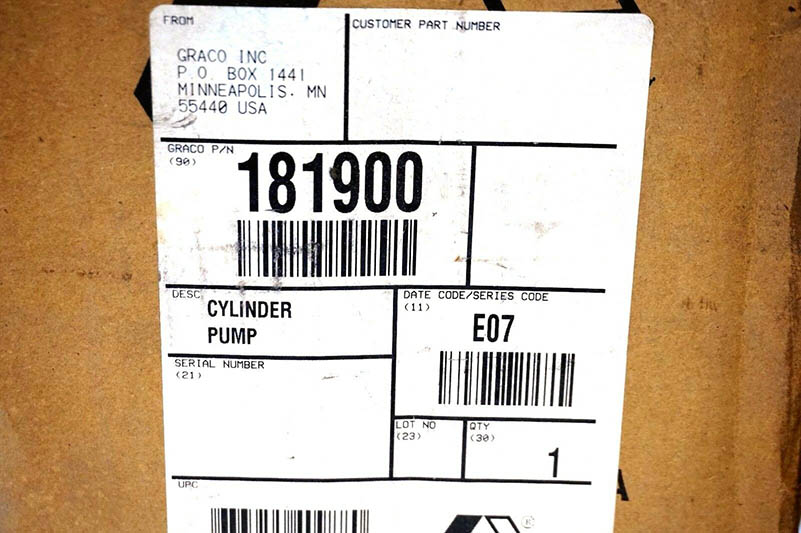 FROM
GRACO INC
P.O. BOX 1441
MINNEAPOLIS. MN
55440 USA
CUSTOMER PART NUMBER
GRACO P/N
(90)
181900
DESC
CYLINDER
PUMP
DATE CODE/SERIES CODE
(11)
E07
SERIAL NUMBER
(21)
LOT NO
(23)
QTY
(30)
1
UPC
®
A